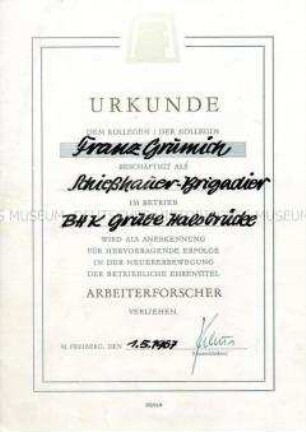 URKUNDE
DEM KOLLEGEN / DER KOLLEGIN
Franz Grümich
BESCHÄFTIGT ALS
Schießhauer-Brigadier
IM BETRIEB
BHK Grube Halsbrücke
WIRD ALS ANERKENNUNG
FÜR HERVORRAGENDE ERFOLGE
IN DER NEUERERBEWEGUNG
DER BETRIEBLICHE EHRENTITEL
ARBEITERFORSCHER
VERLIEHEN.
FREIBERG, DEN 1.5.1967